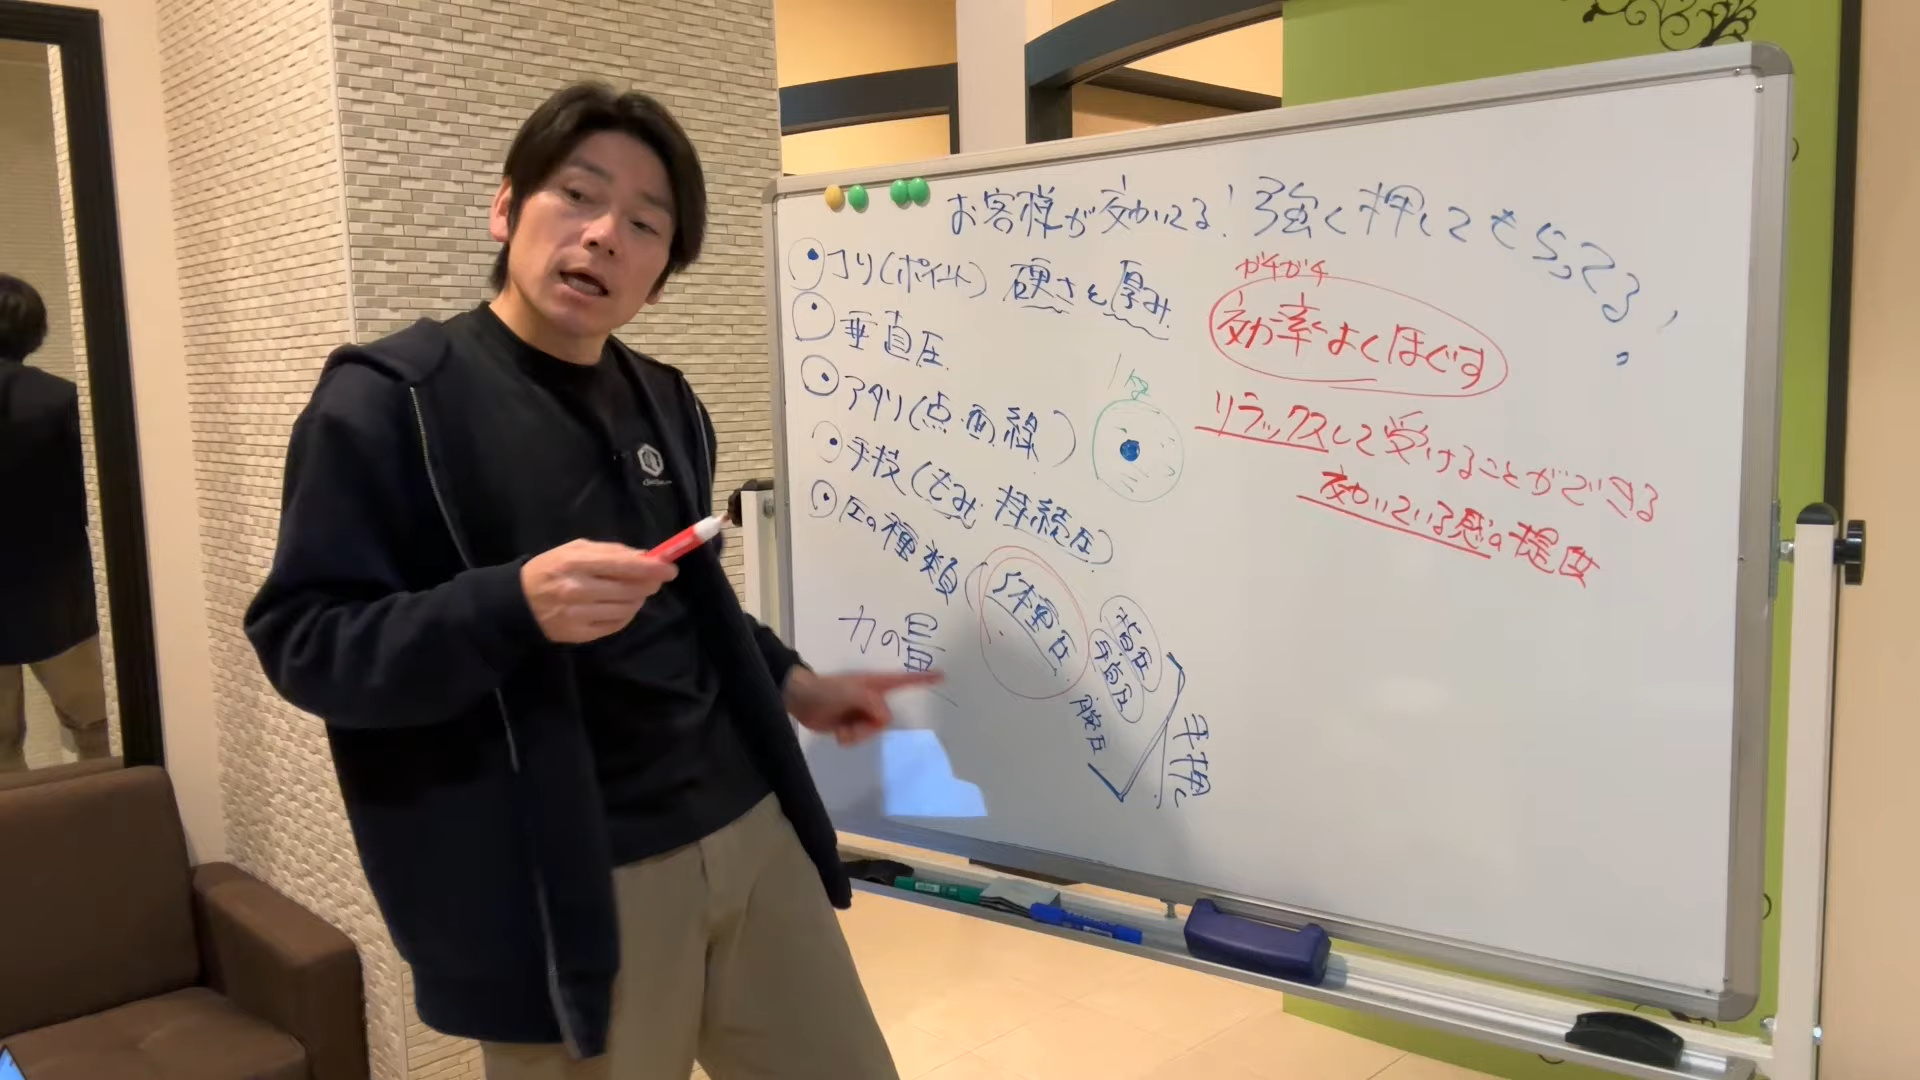 お客様が効いてる!強く押してもらってる!?
コリ(ポイント) 硬さと厚み
垂直圧
アタリ(点・面・線)
手技(もみ 持続圧)
圧の種類(体重圧
指圧
手首圧
腕圧
手押し
力の量
1kg
ガチガチ
効率よくほぐす
リラックスして受けることができる
効いている感の提供